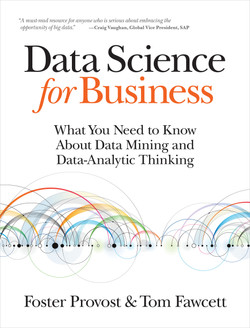 "A must-read resource for anyone who is serious about embracing the
opportunity of big data." —Craig Vaughan, Global Vice President, SAP
Data Science
for Business
What You Need to Know
About Data Mining and
Data-Analytic Thinking
Foster Provost & Tom Fawcett